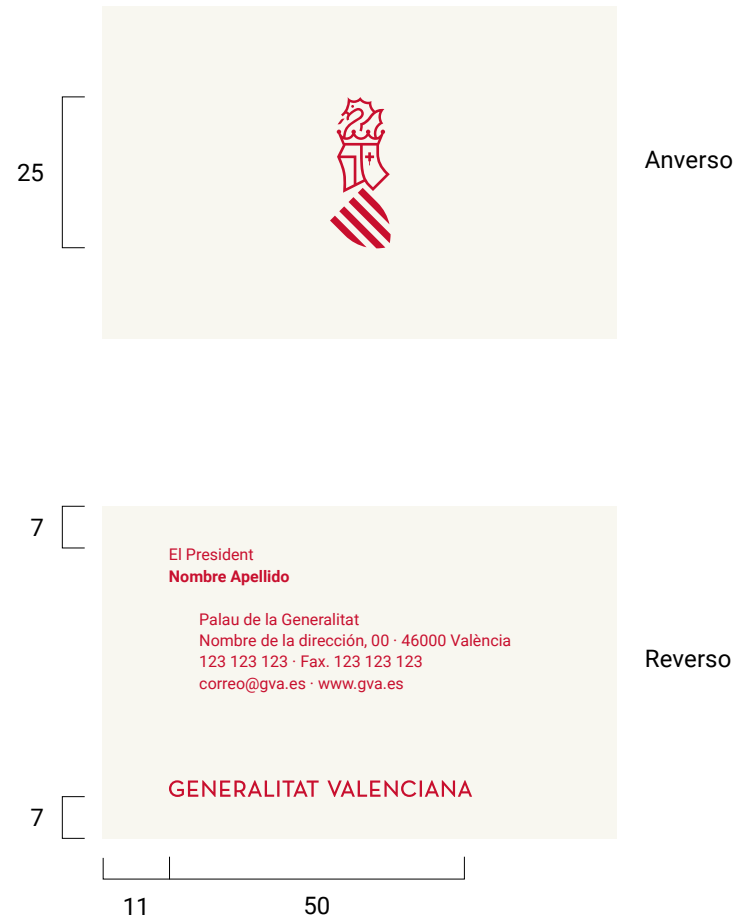 25
Anverso
7
El President
Nombre Apellido
Palau de la Generalitat
Nombre de la dirección, 00 · 46000 València
123 123 123 · Fax. 123 123 123
correo@gva.es · www.gva.es
Reverso
GENERALITAT VALENCIANA
7
11
50